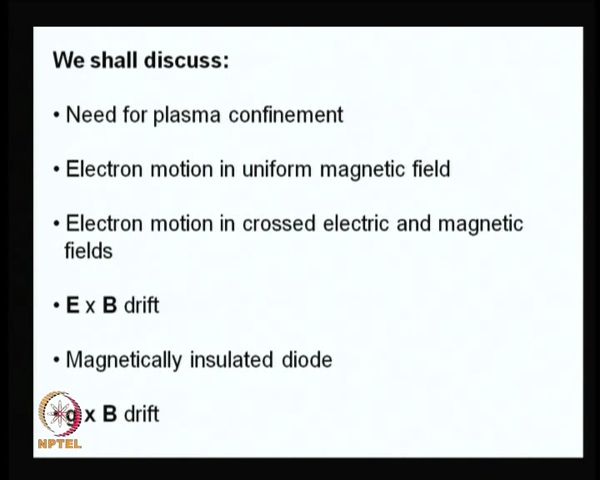 We shall discuss:
• Need for plasma confinement
• Electron motion in uniform magnetic field
• Electron motion in crossed electric and magnetic
fields
• E x B drift
• Magnetically insulated diode
• g x B drift
NPTEL